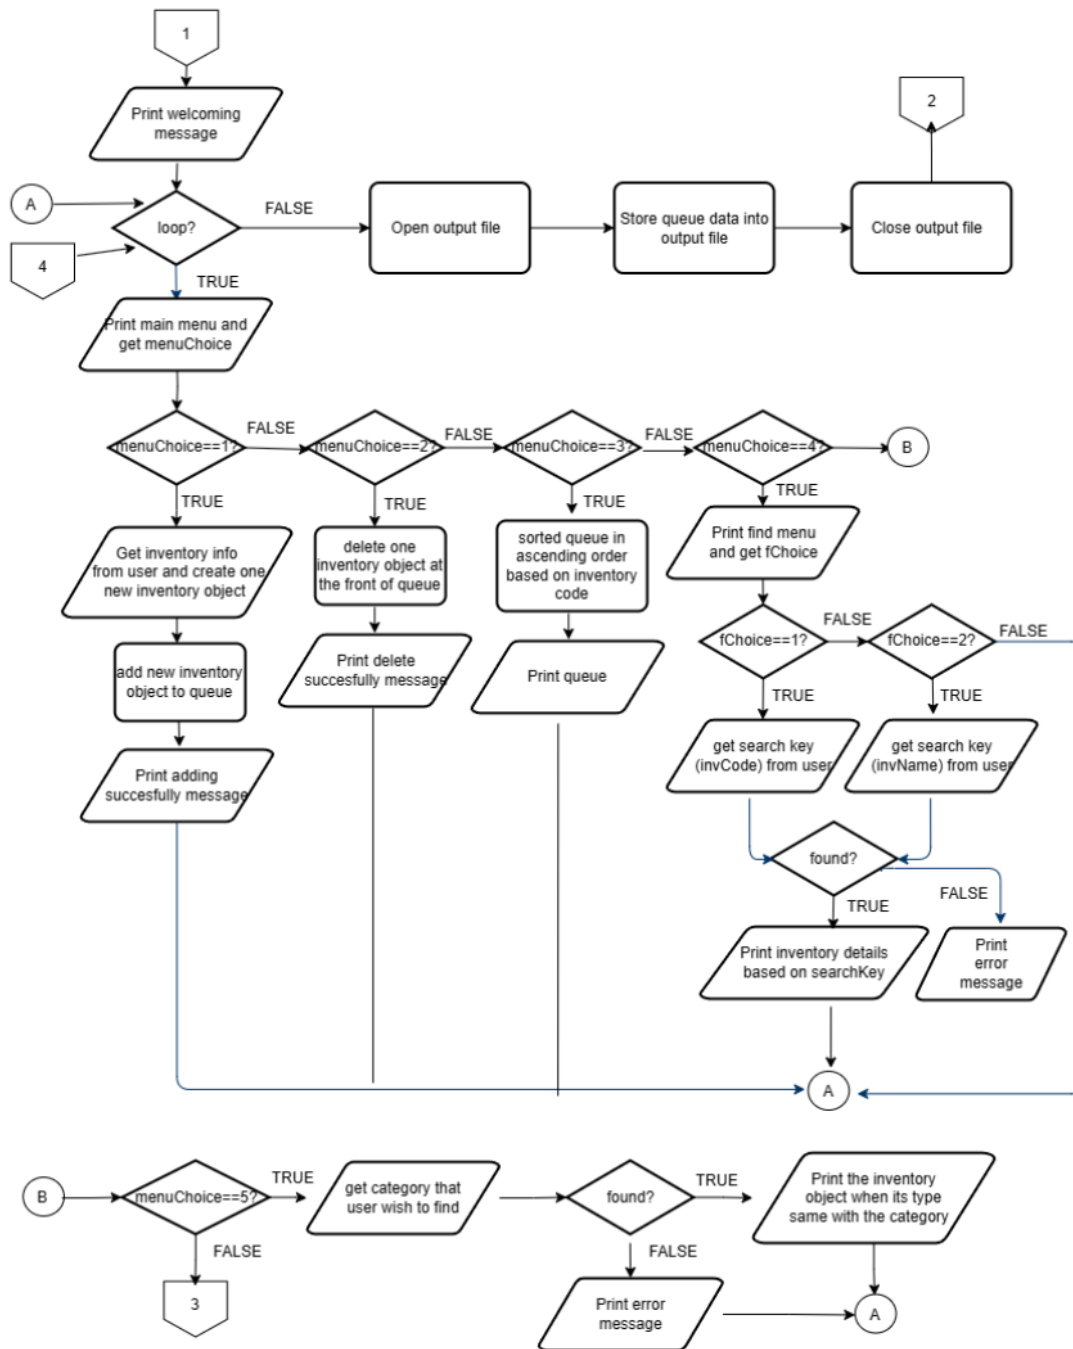 1
Print welcoming
message
2
A
loop?
FALSE
Open output file
Store queue data into
output file
Close output file
4
TRUE
Print main menu and
get menuChoice
menuChoice==1?
FALSE
menuChoice==2?
FALSE
menuChoice==3?
FALSE
menuChoice==4?
B
TRUE
TRUE
TRUE
TRUE
Get inventory info
from user and create one
new inventory object
delete one
inventory object at
the front of queue
sorted queue in
ascending order
based on inventory
code
Print find menu
and get fChoice
add new inventory
object to queue
Print delete
succesfully message
Print queue
fChoice==1?
FALSE
fChoice==2?
FALSE
TRUE
TRUE
Print adding
succesfully message
get search key
(invCode) from user
get search key
(invName) from user
found?
FALSE
TRUE
Print inventory details
based on searchKey
Print
error
message
A
B
menuChoice==5?
TRUE
get category that
user wish to find
found?
TRUE
Print the inventory
object when its type
same with the category
FALSE
FALSE
3
Print error
message
A